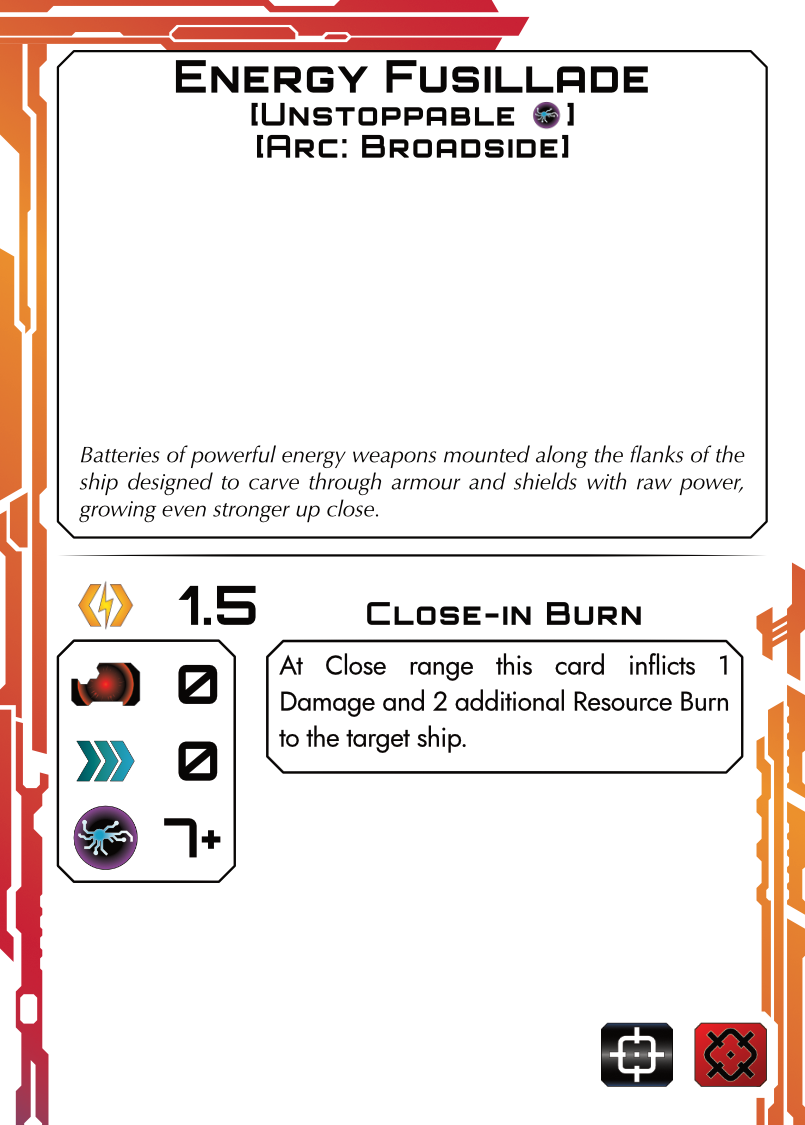 Energy Fusillade
[Unstoppable ]
[Arc: Broadside]
Batteries of powerful energy weapons mounted along the flanks of the
ship designed to carve through armour and shields with raw power,
growing even stronger up close.
1.5
Close-in Burn
0
At Close range this card inflicts 1
Damage and 2 additional Resource Burn
to the target ship.
0
7+